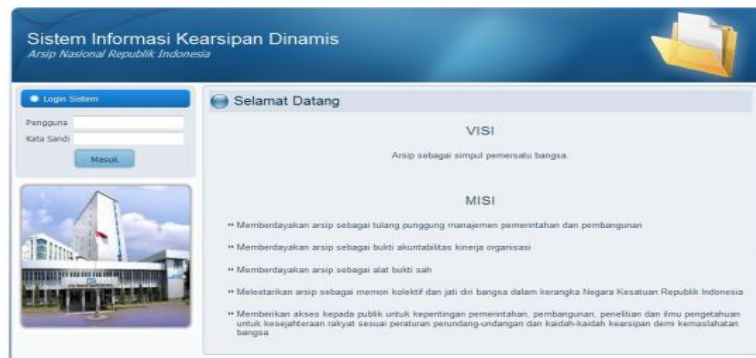 Sistem Informasi Kearsipan Dinamis
Arsip Nasional Republik Indonesia
Login Sistem
Pengguna
Kata Sandi
Masuk
Selamat Datang
VISI
Arsip sebagai simpul pemersatu bangsa.
MISI
Memberdayakan arsip sebagai tulang punggung manajemen pemerintahan dan pembangunan
Memberdayakan arsip sebagai bukti akuntabilitas kinerja organisasi
Memberdayakan arsip sebagai alat bukti sah
Melestarikan arsip sebagai memori kolektif dan jati diri bangsa dalam kerangka Negara Kesatuan Republik Indonesia
Memberikan akses kepada publik untuk kepentingan pemerintahan, pembangunan, penelitian dan ilmu pengetahuan
untuk kesejahteraan rakyat sesuai peraturan perundang-undangan dan kaidah-kaidah kearsipan demi kemaslahatan
bangsa